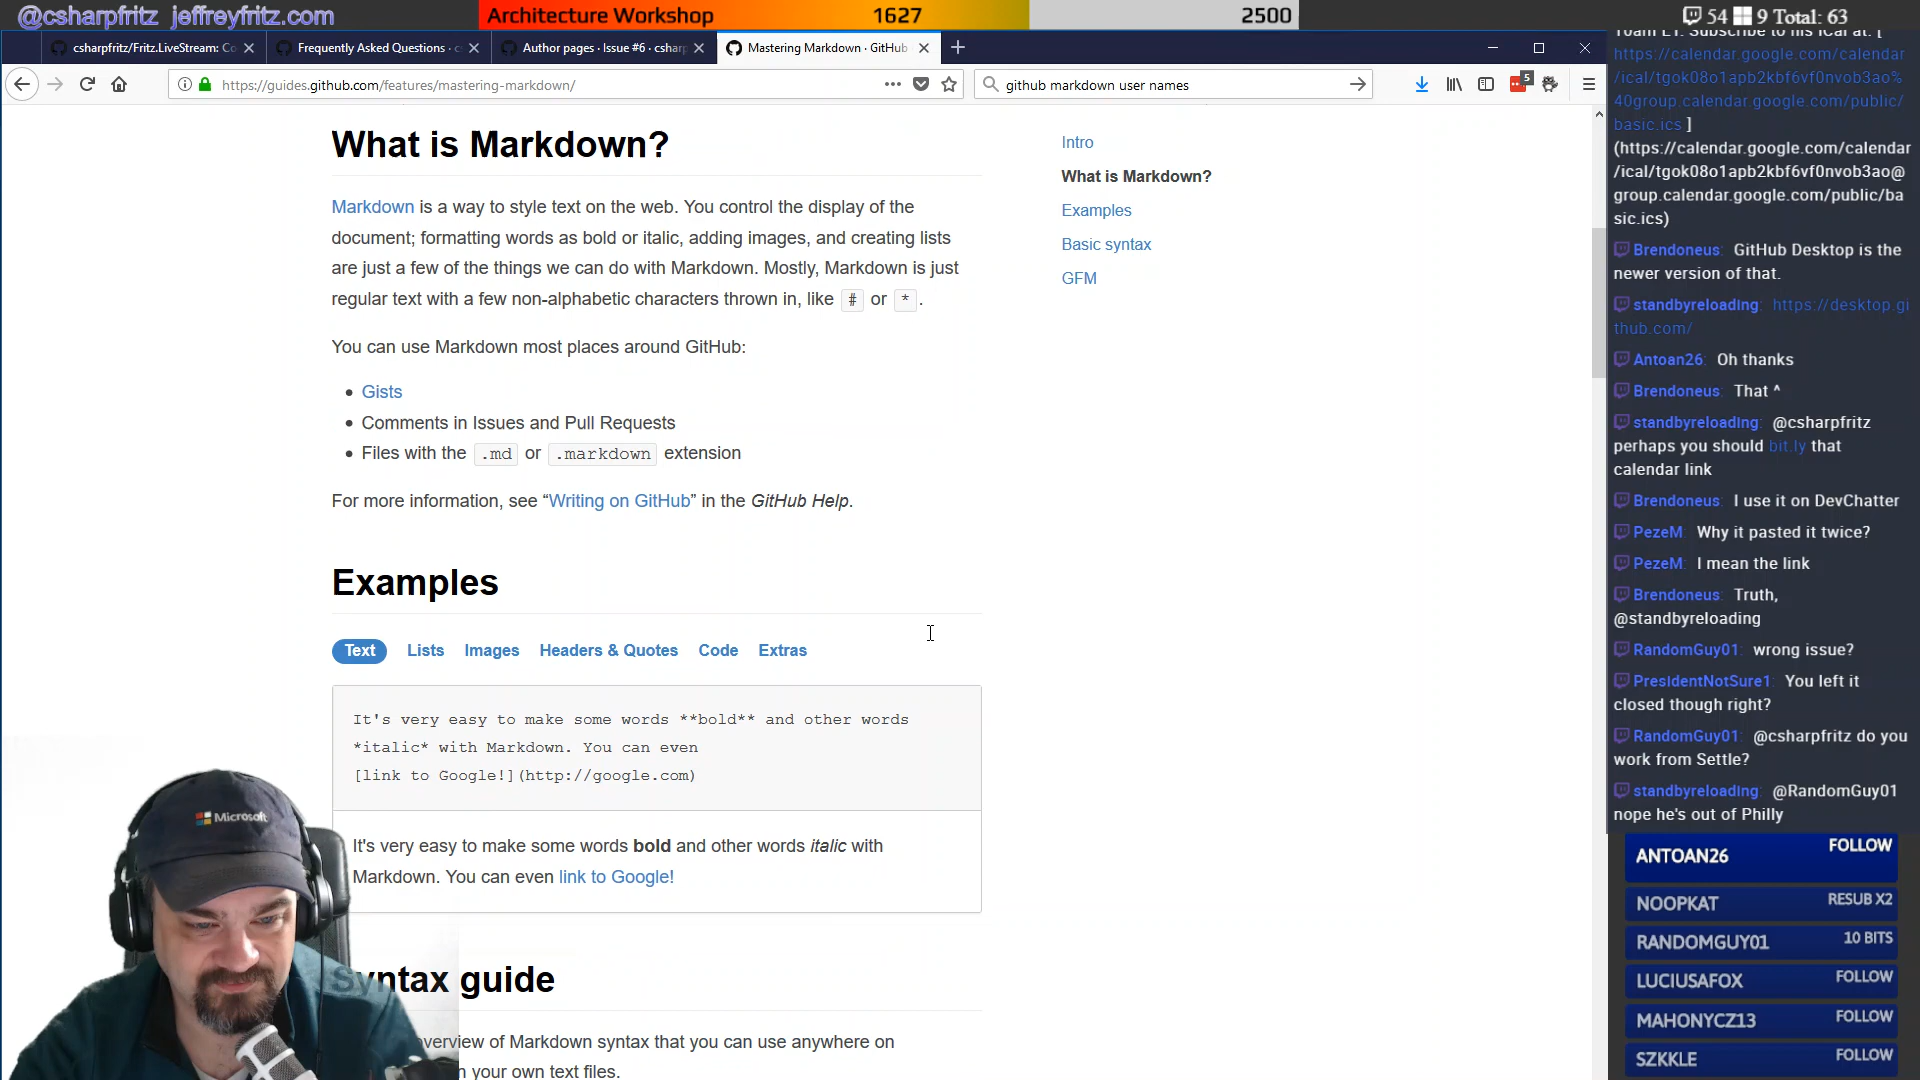 @csharpfritz jeffreyfritz.com
Architecture Workshop 1627 2500
54 9 Total: 63
csharpfritz/Fritz.LiveStream: Co
Frequently Asked Questions · c
Author pages · Issue #6 · csharp
Mastering Markdown · GitHub
https://guides.github.com/features/mastering-markdown/
github markdown user names
5
What is Markdown?
Markdown is a way to style text on the web. You control the display of the
document; formatting words as bold or italic, adding images, and creating lists
are just a few of the things we can do with Markdown. Mostly, Markdown is just
regular text with a few non-alphabetic characters thrown in, like # or *.
You can use Markdown most places around GitHub:
• Gists
• Comments in Issues and Pull Requests
• Files with the .md or .markdown extension
For more information, see “Writing on GitHub” in the GitHub Help.
Examples
Text Lists Images Headers & Quotes Code Extras
It's very easy to make some words **bold** and other words
*italic* with Markdown. You can even
[link to Google!](http://google.com)
It's very easy to make some words bold and other words italic with
Markdown. You can even link to Google!
Syntax guide
overview of Markdown syntax that you can use anywhere on
your own text files.
Intro
What is Markdown?
Examples
Basic syntax
GFM
Microsoft
Subscribe to his iCal at: [
https://calendar.google.com/calendar
/ical/tgok08o1apb2kbf6vf0nvob3ao%
40group.calendar.google.com/public/
basic.ics ]
(https://calendar.google.com/calendar
/ical/tgok08o1apb2kbf6vf0nvob3ao@
group.calendar.google.com/public/ba
sic.ics)
Brendoneus: GitHub Desktop is the
newer version of that.
standbyreloading: https://desktop.gi
thub.com/
Antoan26: Oh thanks
Brendoneus: That ^
standbyreloading: @csharpfritz
perhaps you should bit.ly that
calendar link
Brendoneus: I use it on DevChatter
PezeM: Why it pasted it twice?
PezeM: I mean the link
Brendoneus: Truth,
@standbyreloading
RandomGuy01: wrong issue?
PresidentNotSure1: You left it
closed though right?
RandomGuy01: @csharpfritz do you
work from Settle?
standbyreloading: @RandomGuy01
nope he's out of Philly
ANTOAN26 FOLLOW
NOOPKAT RESUB X2
RANDOMGUY01 10 BITS
LUCIUSAFOX FOLLOW
MAHONYCZ13 FOLLOW
SZKKLE FOLLOW